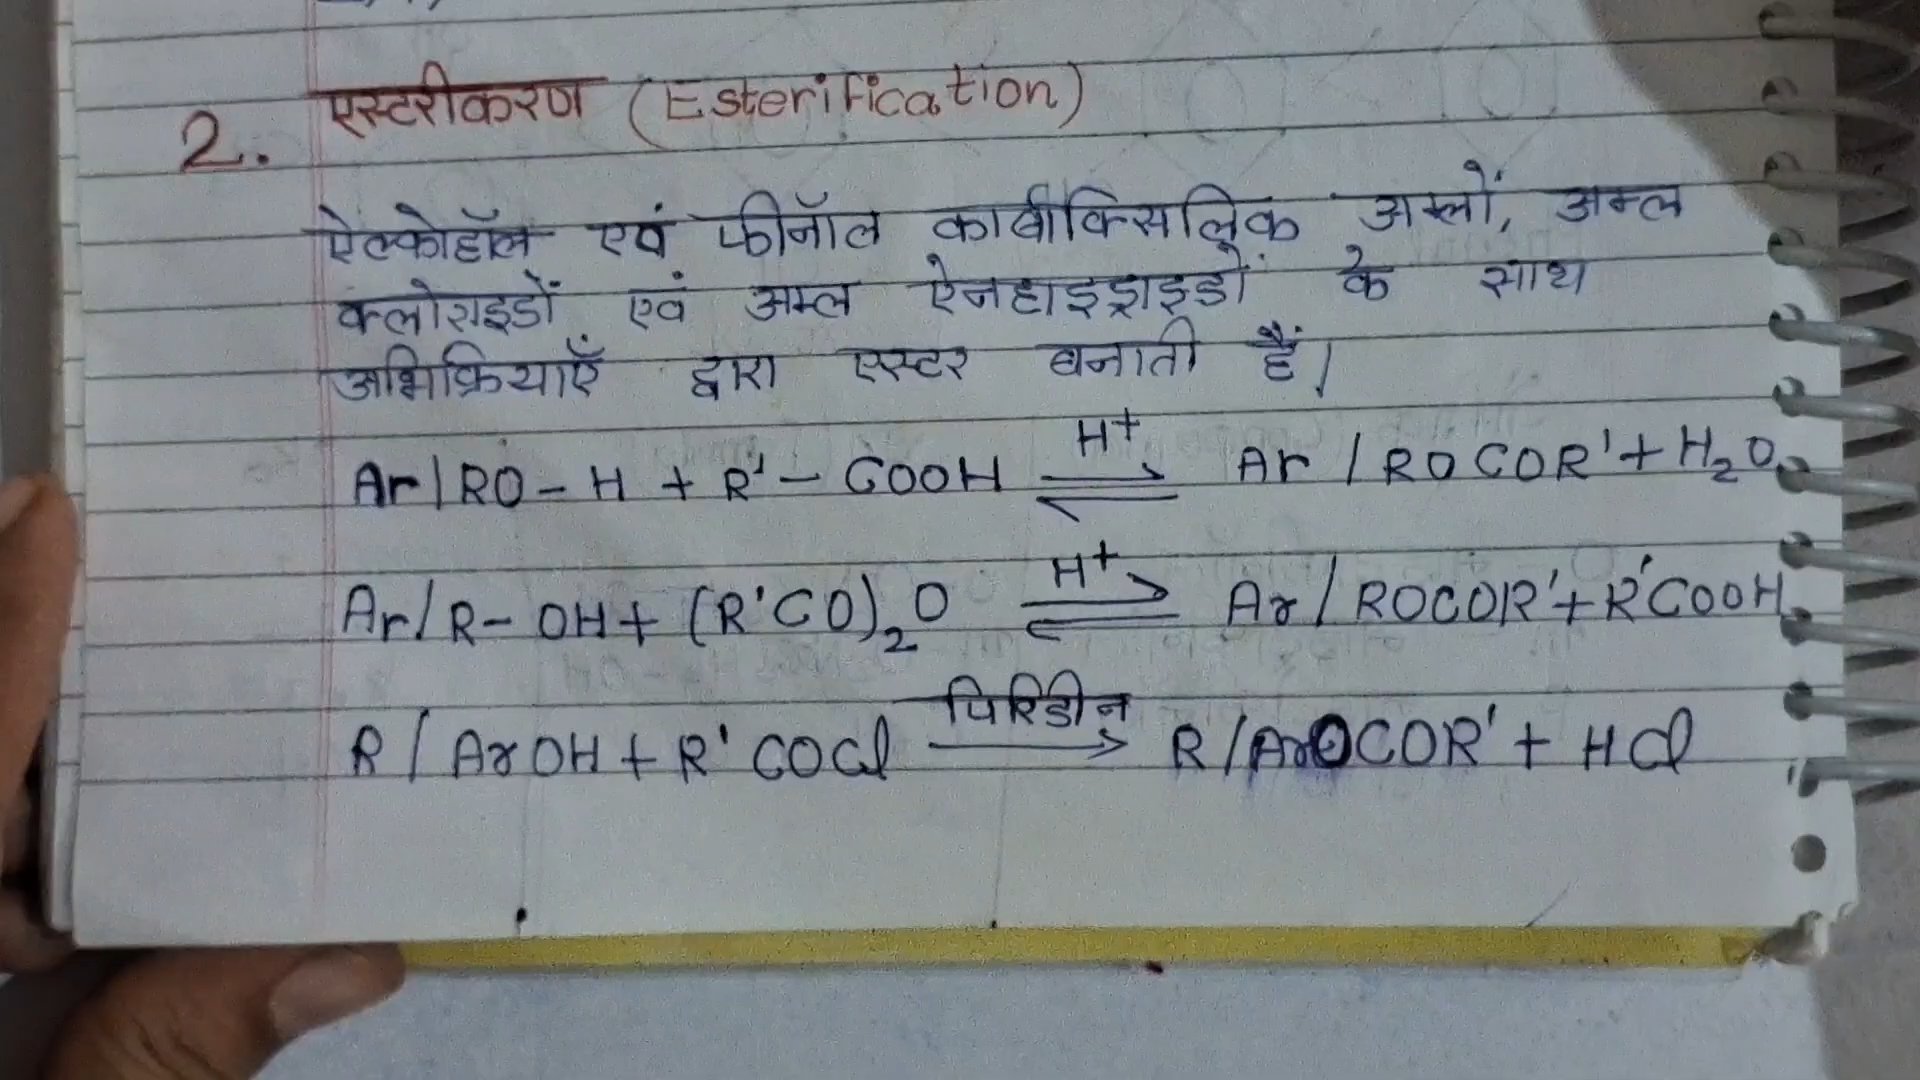 2. एस्टरीकरण (Esterification)
ऐल्कोहॉल एवं फीनॉल कार्बोक्सिलिक अम्लों, अम्ल
क्लोराइडों एवं अम्ल ऐनहाइड्राइडों के साथ
अभिक्रियाएँ द्वारा एस्टर बनाती हैं।
Ar/RO-H + R'-COOH ⇌ H⁺ Ar/ROCOR' + H₂O
Ar/R-OH + (R'CO)₂O ⇌ H⁺ Ar/ROCOR' + R'COOH
R/ArOH + R'COCl →पिरिडीन R/ArOCOR' + HCl